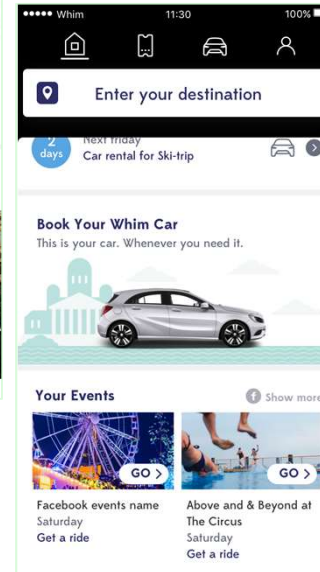 Whim 11:30 100%
Enter your destination
2 days
Next friday
Car rental for Ski-trip
Book Your Whim Car
This is your car. Whenever you need it.
Your Events
f Show more
GO >
GO >
Facebook events name
Saturday
Get a ride
Above and & Beyond at
The Circus
Saturday
Get a ride